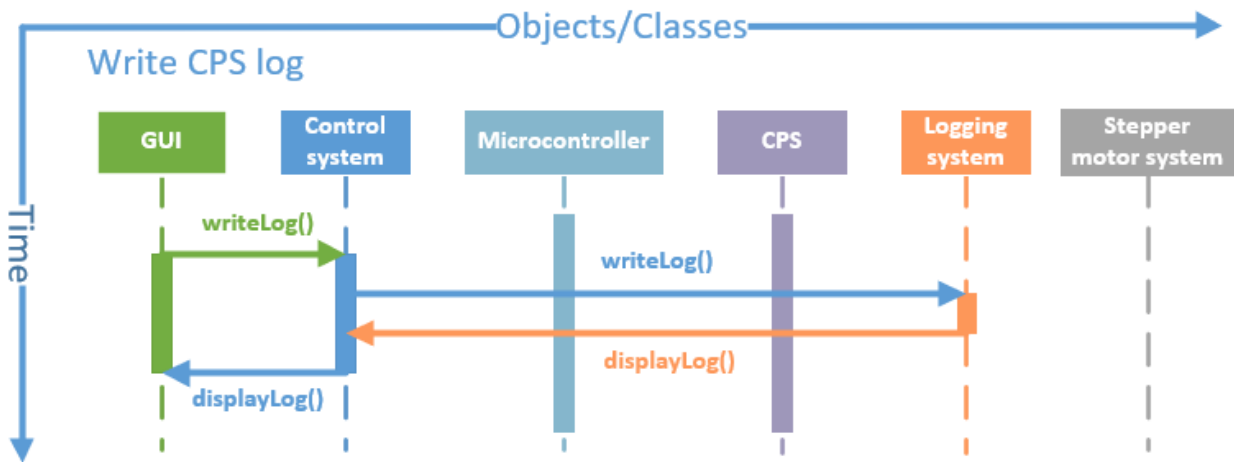 Objects/Classes
Write CPS log
GUI
Control
system
Microcontroller
CPS
Logging
system
Stepper
motor system
Time
writeLog()
writeLog()
displayLog()
displayLog()